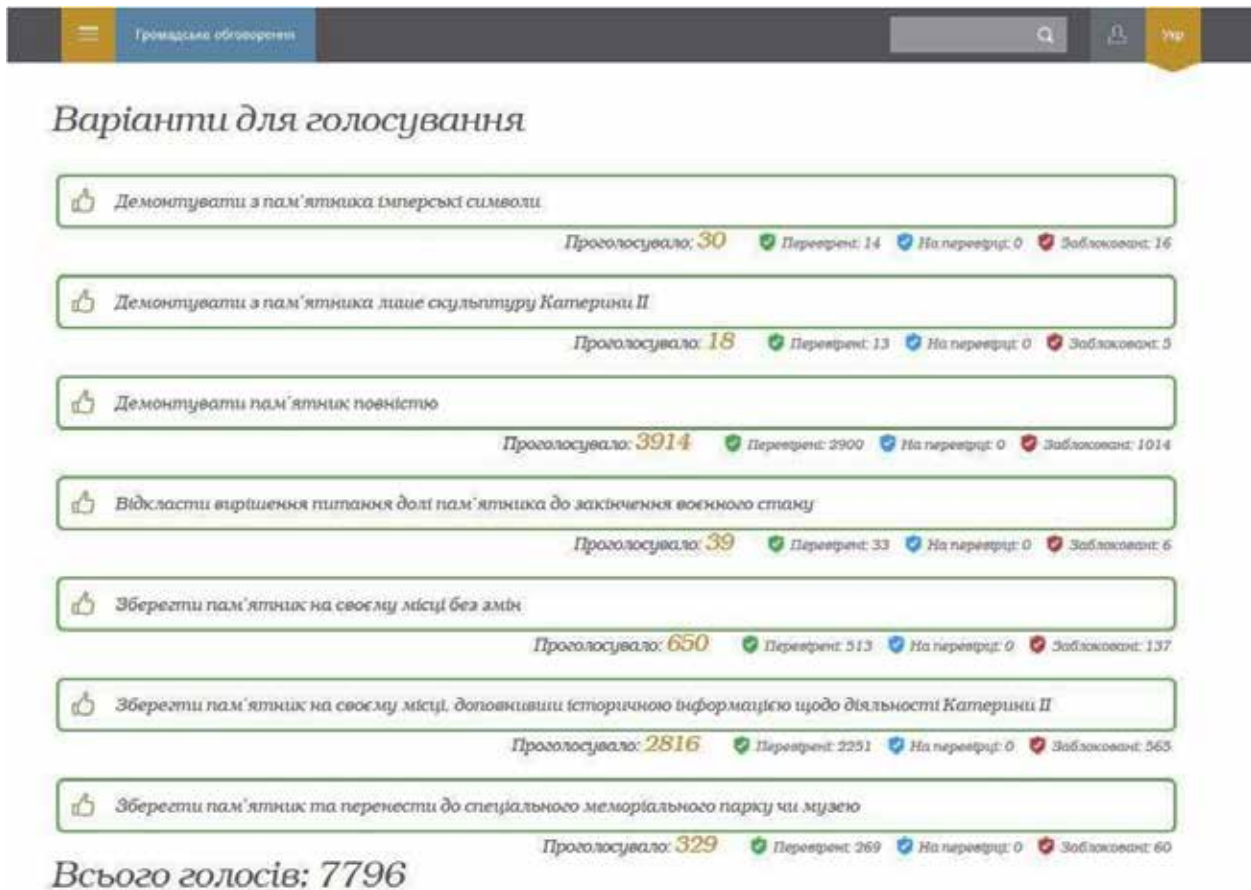 Громадське обговорення
Укр
Варіанти для голосування
Демонтувати з пам'ятника імперські символи
Проголосувало: 30 Перевірені: 14 На перевірці: 0 Заблоковані: 16
Демонтувати з пам'ятника лише скульптуру Катерини II
Проголосувало: 18 Перевірені: 13 На перевірці: 0 Заблоковані: 5
Демонтувати пам'ятник повністю
Проголосувало: 3914 Перевірені: 2900 На перевірці: 0 Заблоковані: 1014
Відкласти вирішення питання долі пам'ятника до закінчення воєнного стану
Проголосувало: 39 Перевірені: 33 На перевірці: 0 Заблоковані: 6
Зберегти пам'ятник на своєму місці без змін
Проголосувало: 650 Перевірені: 513 На перевірці: 0 Заблоковані: 137
Зберегти пам'ятник на своєму місці, доповнивши історичною інформацією щодо діяльності Катерини II
Проголосувало: 2816 Перевірені: 2251 На перевірці: 0 Заблоковані: 565
Зберегти пам'ятник та перенести до спеціального меморіального парку чи музею
Проголосувало: 329 Перевірені: 269 На перевірці: 0 Заблоковані: 60
Всього голосів: 7796